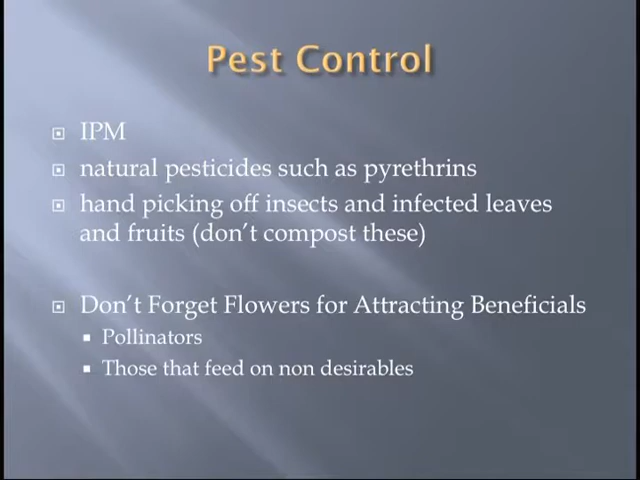 Pest Control
IPM
natural pesticides such as pyrethrins
hand picking off insects and infected leaves
and fruits (don’t compost these)
Don’t Forget Flowers for Attracting Beneficials
Pollinators
Those that feed on non desirables